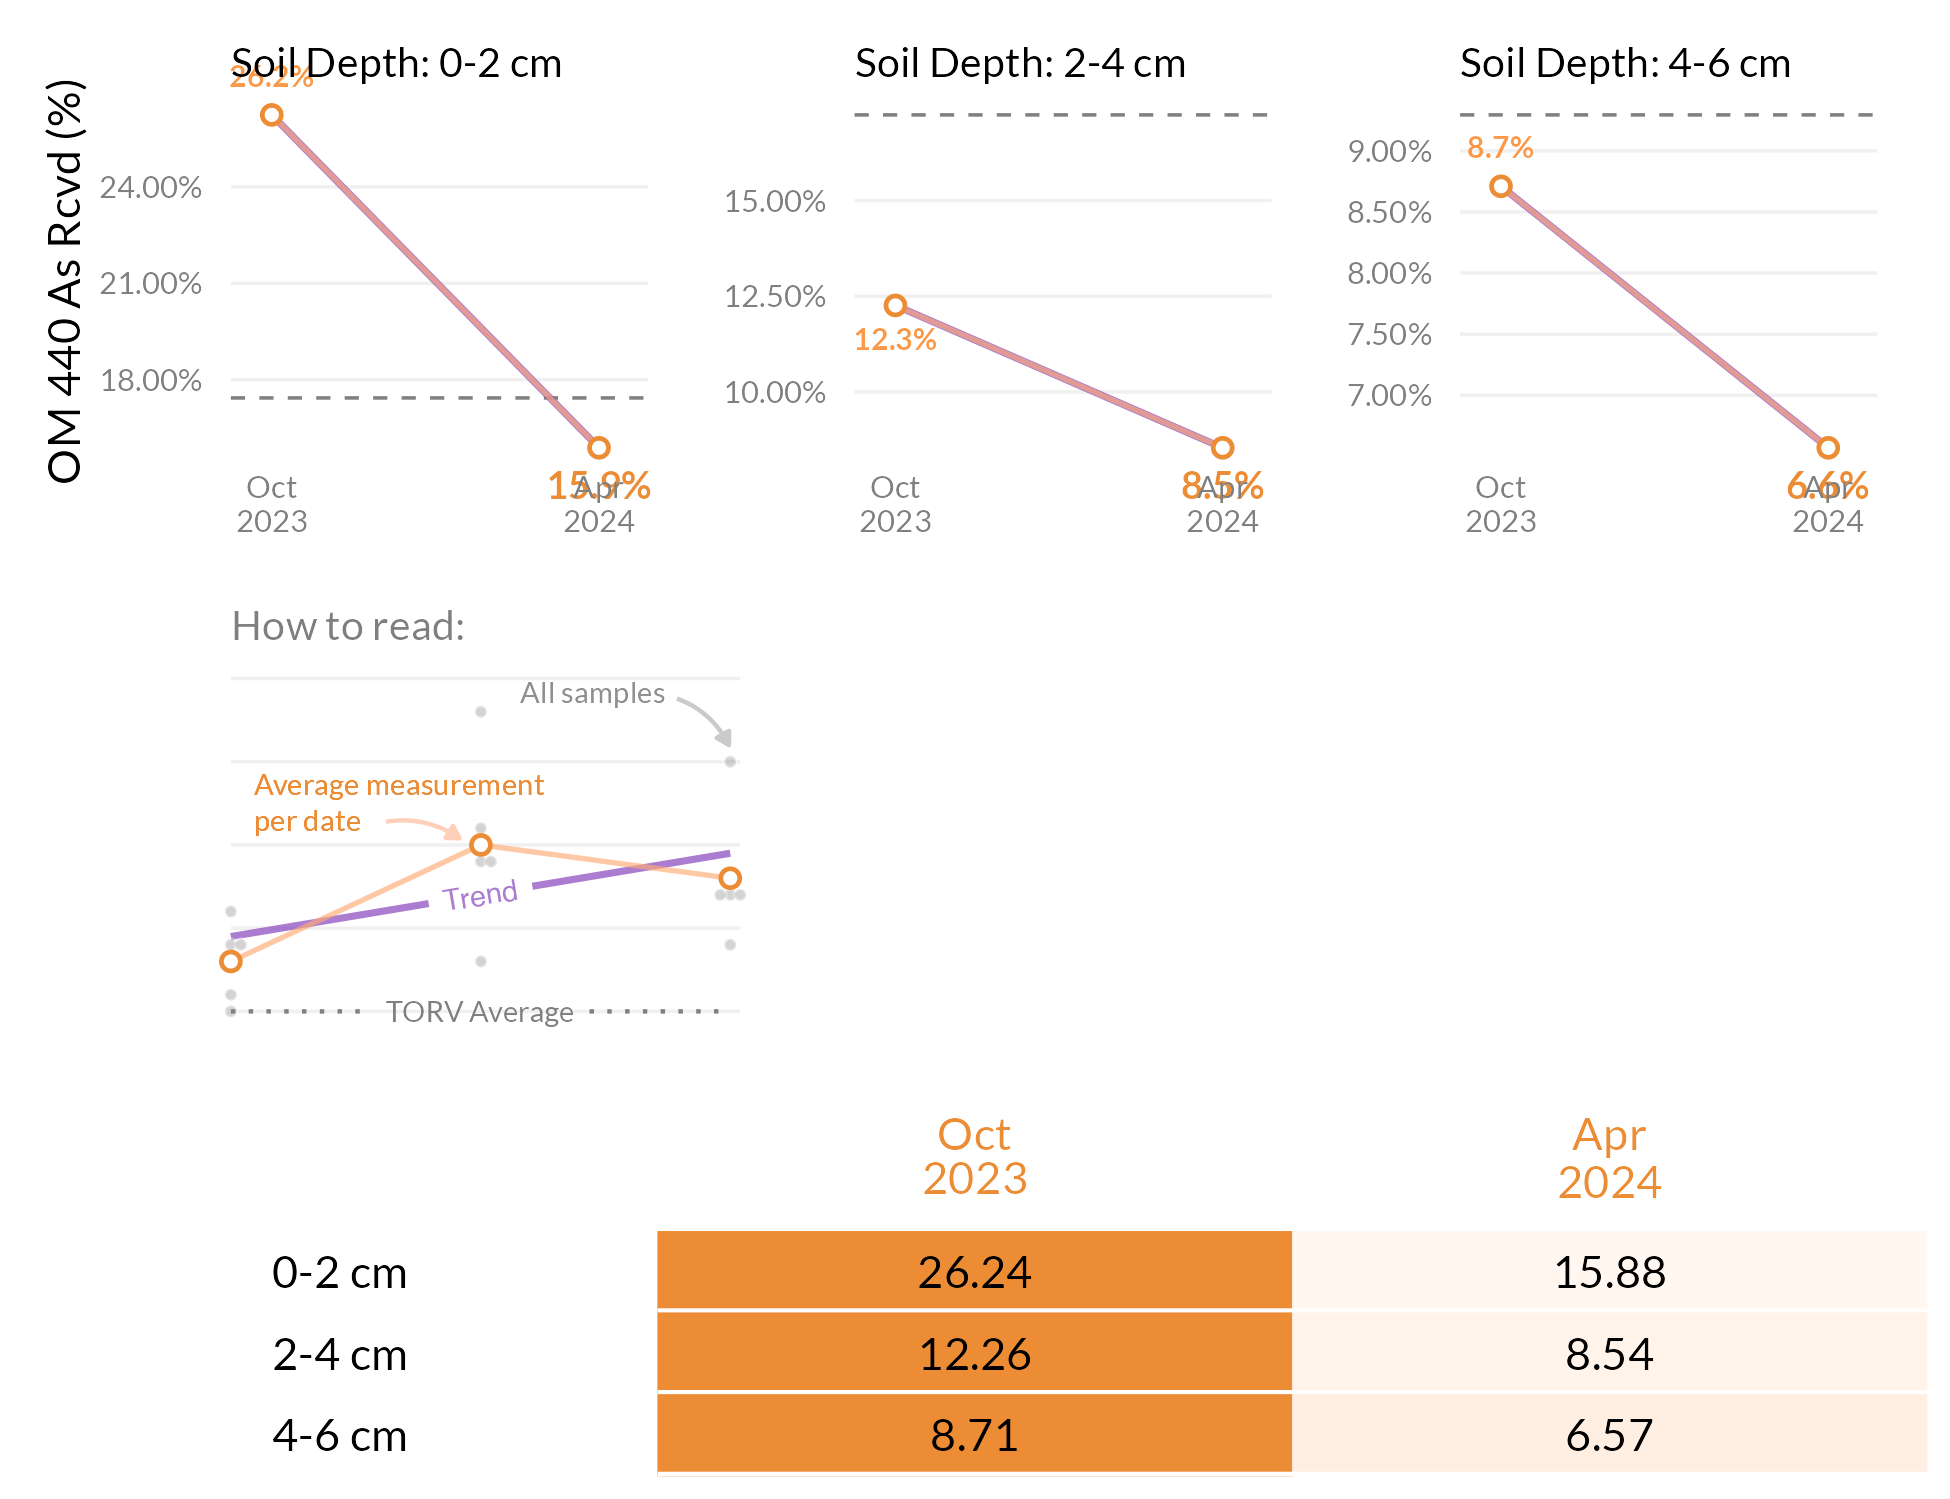 Soil Depth: 0-2 cm
Soil Depth: 2-4 cm
Soil Depth: 4-6 cm
OM 440 As Rcvd (%)
26.2%
24.00%
21.00%
18.00%
15.9%
Oct
2023
Apr
2024
15.00%
12.50%
10.00%
12.3%
8.5%
Oct
2023
Apr
2024
9.00%
8.50%
8.00%
7.50%
7.00%
8.7%
6.6%
Oct
2023
Apr
2024
How to read:
All samples
Average measurement
per date
Trend
TORV Average
Oct
2023
Apr
2024
0-2 cm 26.24 15.88
2-4 cm 12.26 8.54
4-6 cm 8.71 6.57